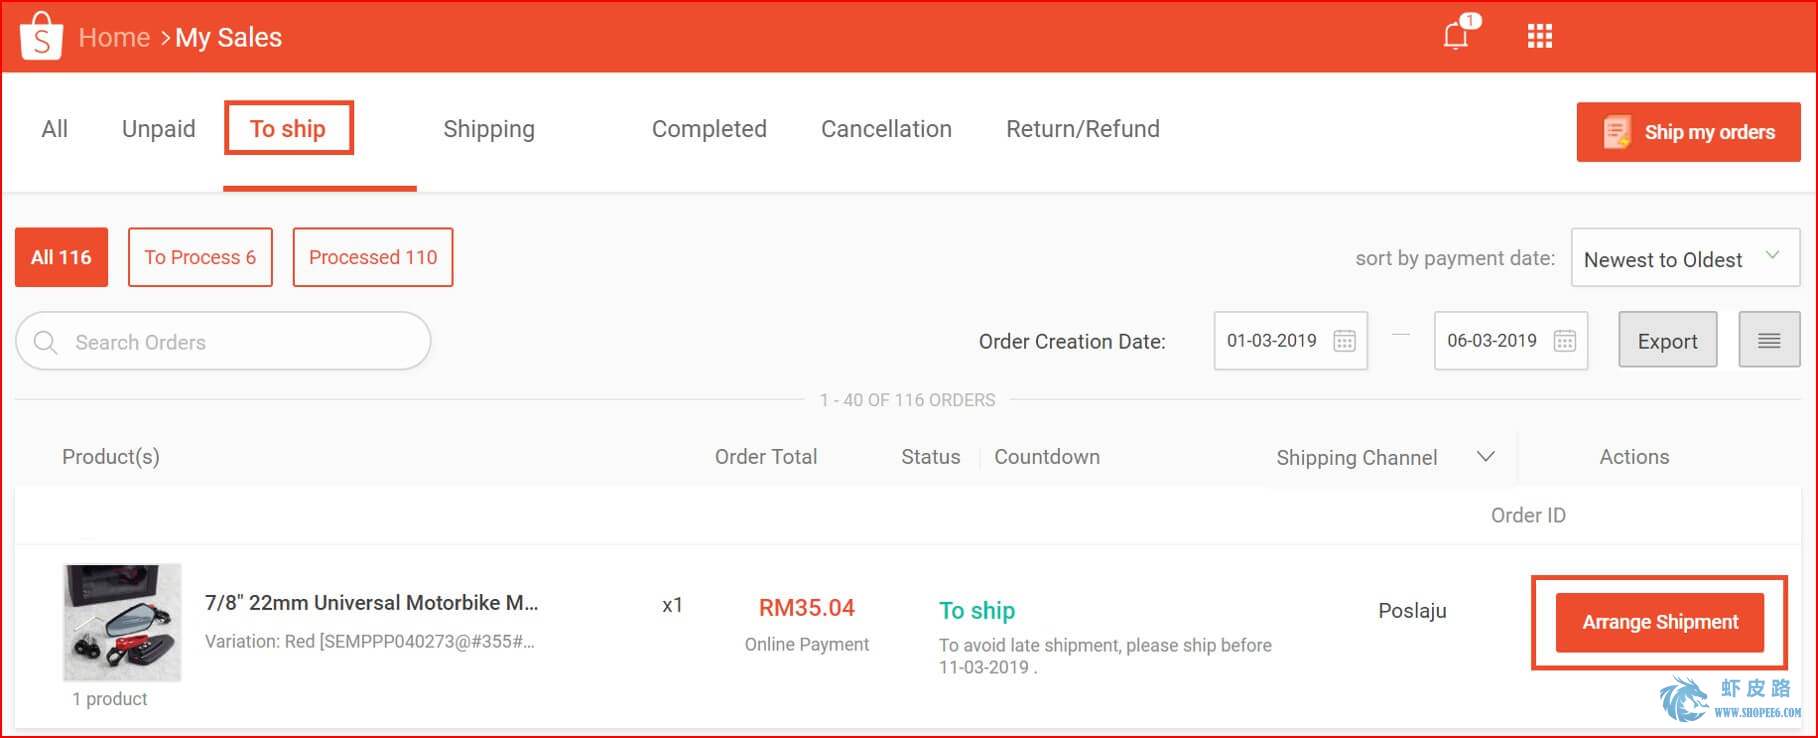 Home > My Sales
1
All
Unpaid
To ship
Shipping
Completed
Cancellation
Return/Refund
Ship my orders
All 116
To Process 6
Processed 110
sort by payment date:
Newest to Oldest
Search Orders
Order Creation Date:
01-03-2019
06-03-2019
Export
1 - 40 OF 116 ORDERS
Product(s)
Order Total
Status
Countdown
Shipping Channel
Actions
Order ID
7/8" 22mm Universal Motorbike M...
Variation: Red [SEMPPP040273@#355#...
1 product
x1
RM35.04
Online Payment
To ship
To avoid late shipment, please ship before
11-03-2019 .
Poslaju
Arrange Shipment
虾皮路
WWW.SHOPEE6.COM